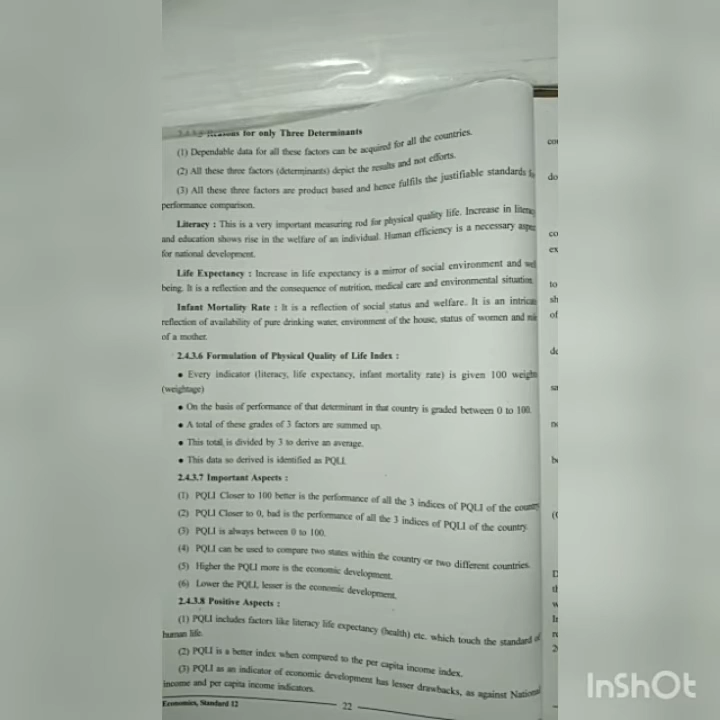 2.4.3.5 Reasons for only Three Determinants
(1) Dependable data for all these factors can be acquired for all the countries.
(2) All these three factors (determinants) depict the results and not efforts.
(3) All these three factors are product based and hence fulfils the justifiable standards
performance comparison.
Literacy : This is a very important measuring rod for physical quality life. Increase in
and education shows rise in the welfare of an individual. Human efficiency is a necessary
for national development.
Life Expectancy : Increase in life expectancy is a mirror of social environment and
being. It is a reflection and the consequence of nutrition, medical care and environmental situation
Infant Mortality Rate : It is a reflection of social status and welfare. It is an
reflection of availability of pure drinking water, environment of the house, status of women and
of a mother.
2.4.3.6 Formulation of Physical Quality of Life Index :
• Every indicator (literacy, life expectancy, infant mortality rate) is given 100
(weightage)
• On the basis of performance of that determinant in that country is graded between 0 to 100.
• A total of these grades of 3 factors are summed up.
• This total is divided by 3 to derive an average.
• This data so derived is identified as PQLI.
2.4.3.7 Important Aspects :
(1) PQLI Closer to 100 better is the performance of all the 3 indices of PQLI of the country
(2) PQLI Closer to 0, bad is the performance of all the 3 indices of PQLI of the country.
(3) PQLI is always between 0 to 100.
(4) PQLI can be used to compare two states within the country or two different countries.
(5) Higher the PQLI more is the economic development.
(6) Lower the PQLI, lesser is the economic development.
2.4.3.8 Positive Aspects :
(1) PQLI includes factors like literacy life expectancy (health) etc. which touch the standard of
human life.
(2) PQLI is a better index when compared to the per capita income index.
(3) PQLI as an indicator of economic development has lesser drawbacks, as against National
income and per capita income indicators.
Economics, Standard 12
22
InShOt